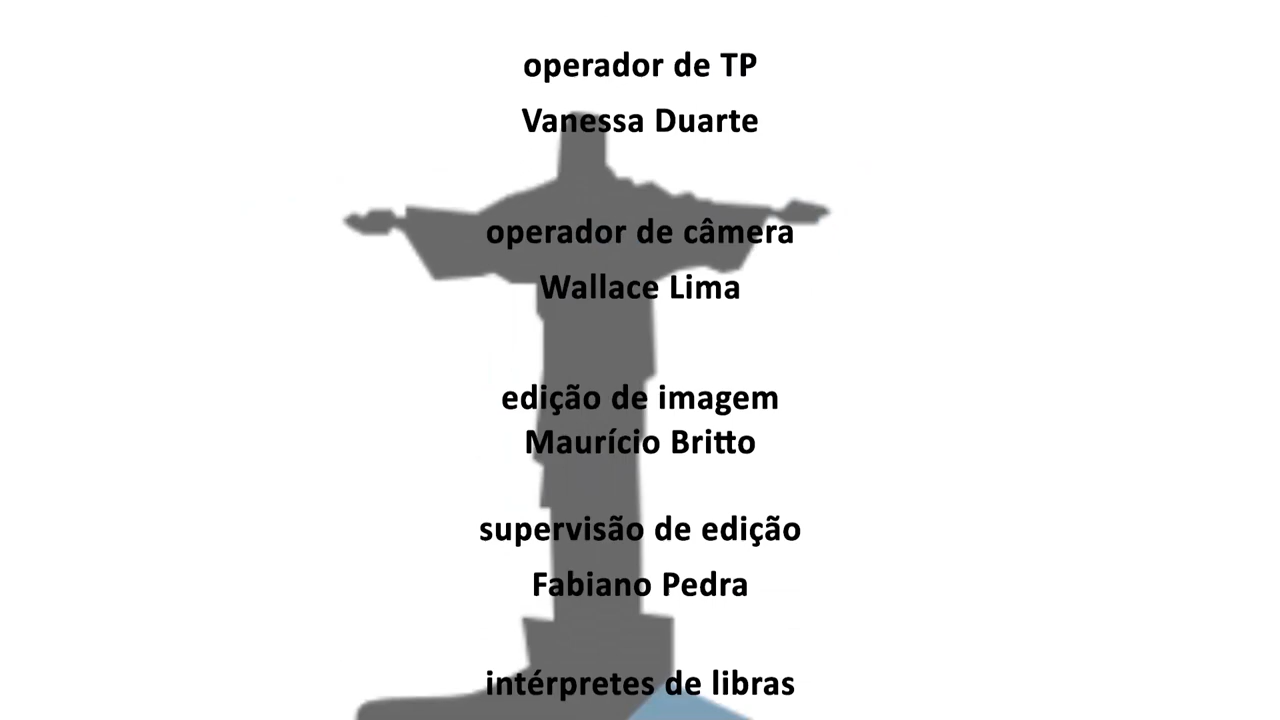 operador de TP
Vanessa Duarte
operador de câmera
Wallace Lima
edição de imagem
Maurício Britto
supervisão de edição
Fabiano Pedra
intérpretes de libras